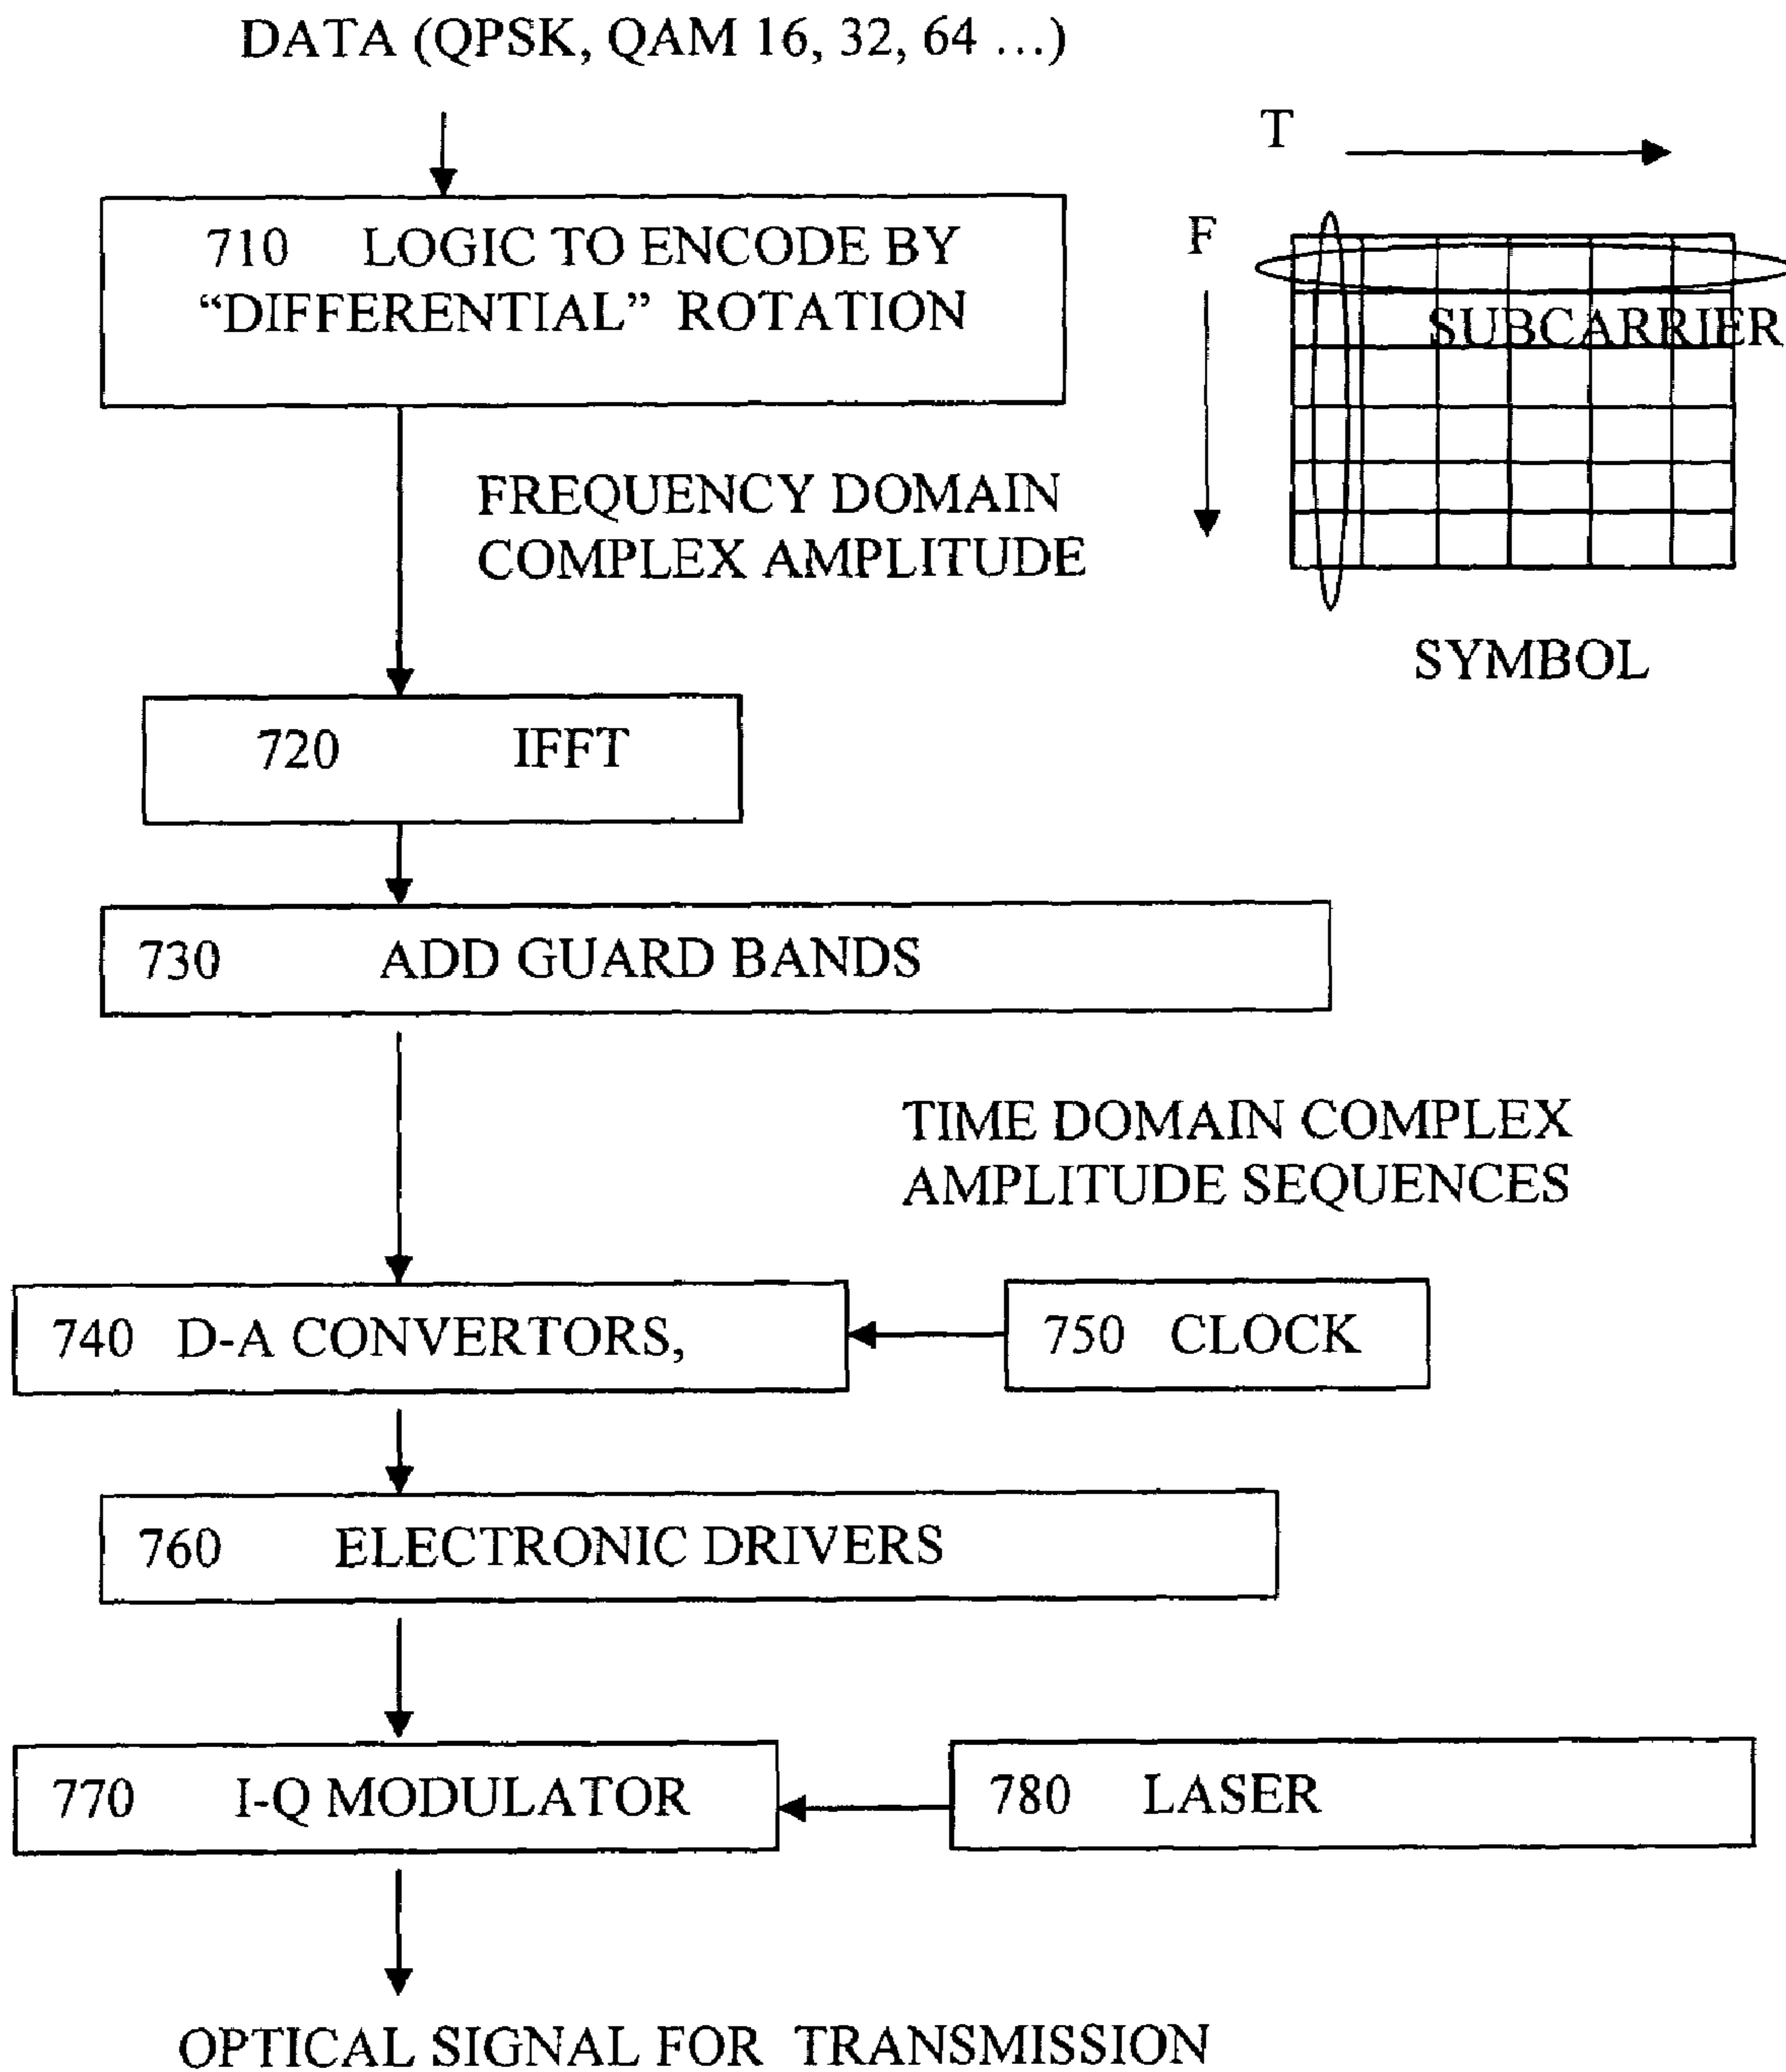 DATA (QPSK, QAM 16, 32, 64 ...)
T
F
710 LOGIC TO ENCODE BY
“DIFFERENTIAL” ROTATION
SUBCARRIER
FREQUENCY DOMAIN
COMPLEX AMPLITUDE
SYMBOL
720 IFFT
730 ADD GUARD BANDS
TIME DOMAIN COMPLEX
AMPLITUDE SEQUENCES
740 D-A CONVERTORS,
750 CLOCK
760 ELECTRONIC DRIVERS
770 I-Q MODULATOR
780 LASER
OPTICAL SIGNAL FOR TRANSMISSION